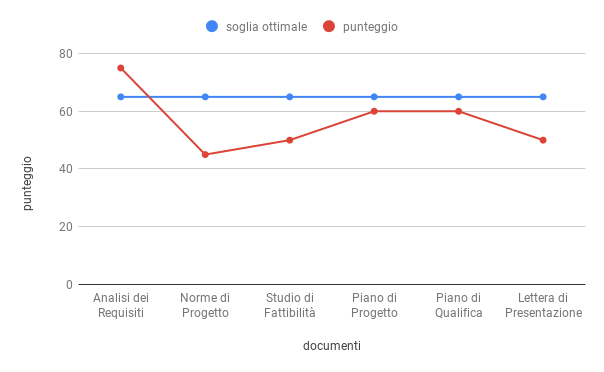 soglia ottimale punteggio
80
60
40
20
0
punteggio
Analisi dei Requisiti
Norme di Progetto
Studio di Fattibilità
Piano di Progetto
Piano di Qualifica
Lettera di Presentazione
documenti